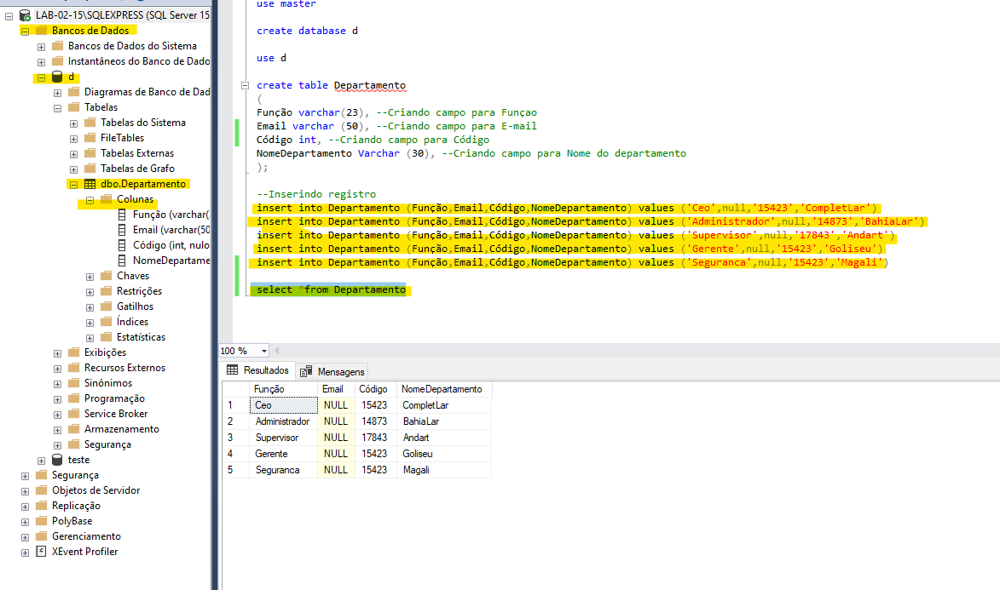 LAB-02-15\SQLEXPRESS (SQL Server 15
Bancos de Dados
Bancos de Dados do Sistema
Instantâneos do Banco de Dado
d
Diagramas de Banco de Dad
Tabelas
Tabelas do Sistema
FileTables
Tabelas Externas
Tabelas de Grafo
dbo.Departamento
Colunas
Função (varchar(
Email (varchar(50
Código (int, nulo
NomeDepartame
Chaves
Restrições
Gatilhos
Índices
Estatísticas
Exibições
Recursos Externos
Sinônimos
Programação
Service Broker
Armazenamento
Segurança
teste
Segurança
Objetos de Servidor
Replicação
PolyBase
Gerenciamento
XEvent Profiler
use master
create database d
use d
create table Departamento
(
Função varchar(23), --Criando campo para Funçao
Email varchar (50), --Criando campo para E-mail
Código int, --Criando campo para Código
NomeDepartamento Varchar (30), --Criando campo para Nome do departamento
);
--Inserindo registro
insert into Departamento (Função,Email,Código,NomeDepartamento) values ('Ceo',null,'15423','CompletLar')
insert into Departamento (Função,Email,Código,NomeDepartamento) values ('Administrador',null,'14873','BahiaLar')
insert into Departamento (Função,Email,Código,NomeDepartamento) values ('Supervisor',null,'17843','Andart')
insert into Departamento (Função,Email,Código,NomeDepartamento) values ('Gerente',null,'15423','Goliseu')
insert into Departamento (Função,Email,Código,NomeDepartamento) values ('Seguranca',null,'15423','Magali')
select *from Departamento
100 %
Resultados Mensagens
Função Email Código NomeDepartamento
1 Ceo NULL 15423 CompletLar
2 Administrador NULL 14873 BahiaLar
3 Supervisor NULL 17843 Andart
4 Gerente NULL 15423 Goliseu
5 Seguranca NULL 15423 Magali